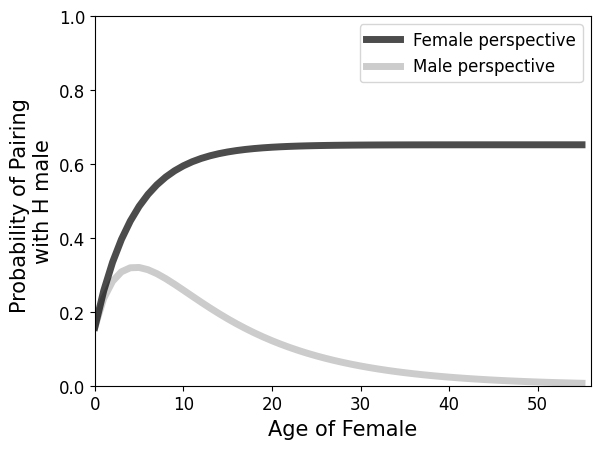 Female perspective
Male perspective
Probability of Pairing
with H male
1.0
0.8
0.6
0.4
0.2
0.0
0 10 20 30 40 50
Age of Female